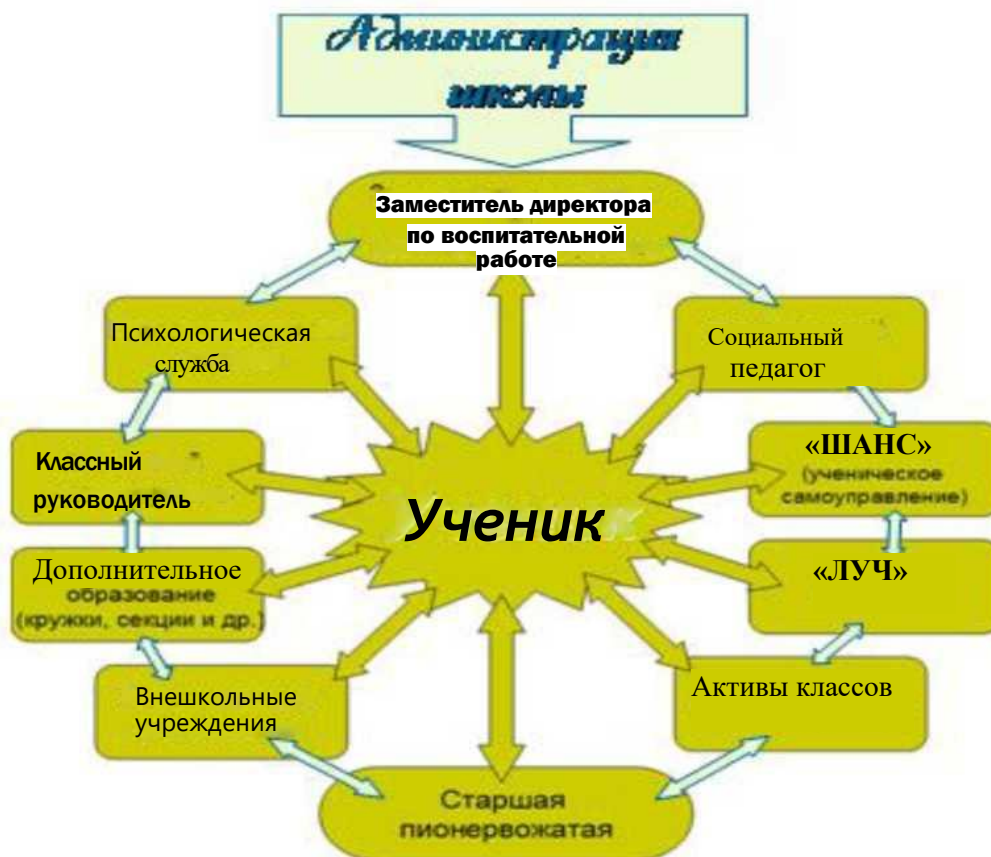 Администрация
школы
Заместитель директора
по воспитательной
работе
Психологическая
служба
Социальный
педагог
Классный
руководитель
«ШАНС»
(ученическое
самоуправление)
Ученик
Дополнительное
образование
(кружки, секции и др.)
«ЛУЧ»
Внешкольные
учреждения
Активы классов
Старшая
пионервожатая